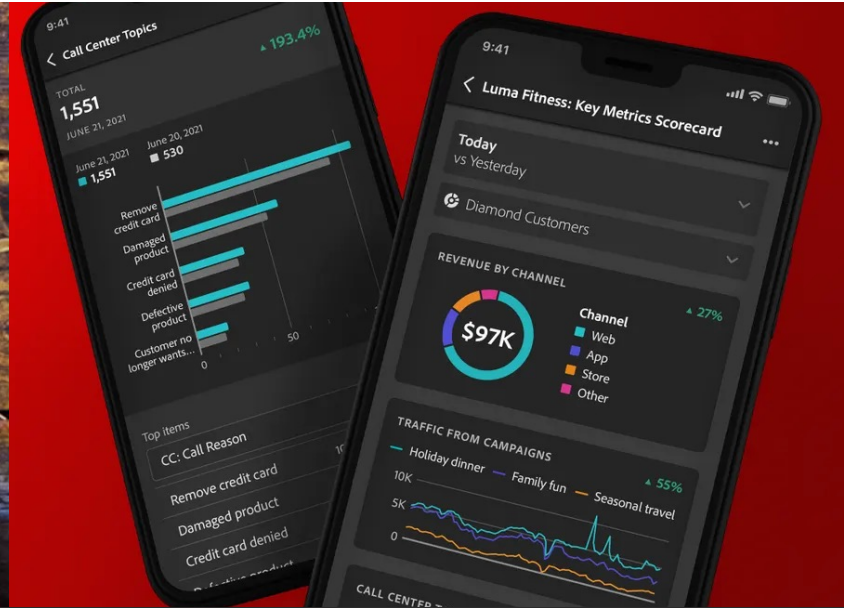 9:41
Call Center Topics
TOTAL
1,551
JUNE 21, 2021
193.4%
June 21, 2021
1,551
June 20, 2021
530
Remove
credit card
Damaged
product
Credit card
denied
Defective
product
Customer no
longer wants...
0
50
Top items
CC: Call Reason
Remove credit card
Damaged product
Credit card denied
Defective product
9:41
Luma Fitness: Key Metrics Scorecard
Today
vs Yesterday
Diamond Customers
REVENUE BY CHANNEL
27%
$97K
Channel
Web
App
Store
Other
TRAFFIC FROM CAMPAIGNS
55%
Holiday dinner
Family fun
Seasonal travel
10K
5K
0
CALL CENTER